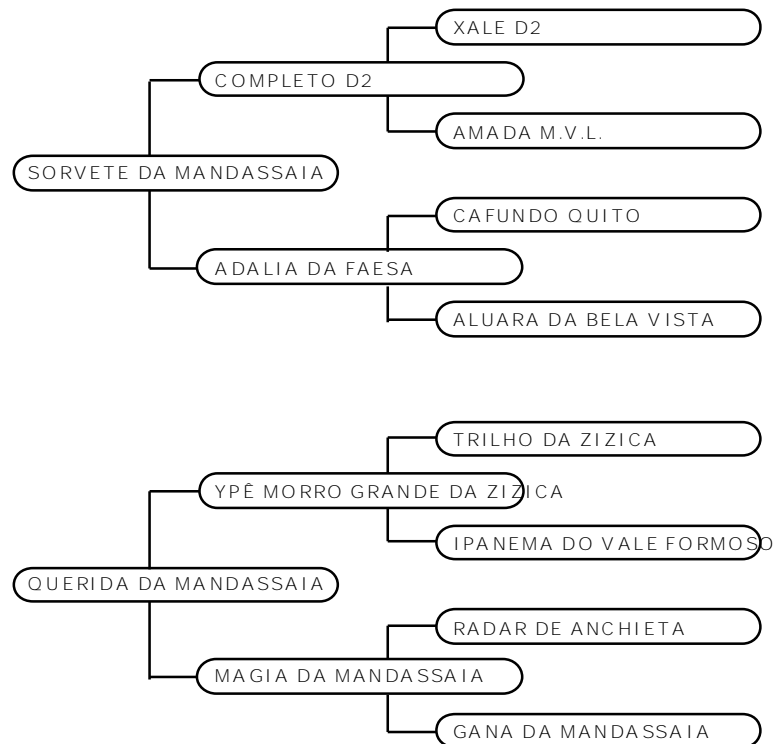 XALE D2
COMPLETO D2
AMADA M.V.L.
SORVETE DA MANDASSAIA
CAFUNDO QUITO
ADALIA DA FAESA
ALUARA DA BELA VISTA
TRILHO DA ZIZICA
YPÊ MORRO GRANDE DA ZIZICA
IPANEMA DO VALE FORMOSO
QUERIDA DA MANDASSAIA
RADAR DE ANCHIETA
MAGIA DA MANDASSAIA
GANA DA MANDASSAIA